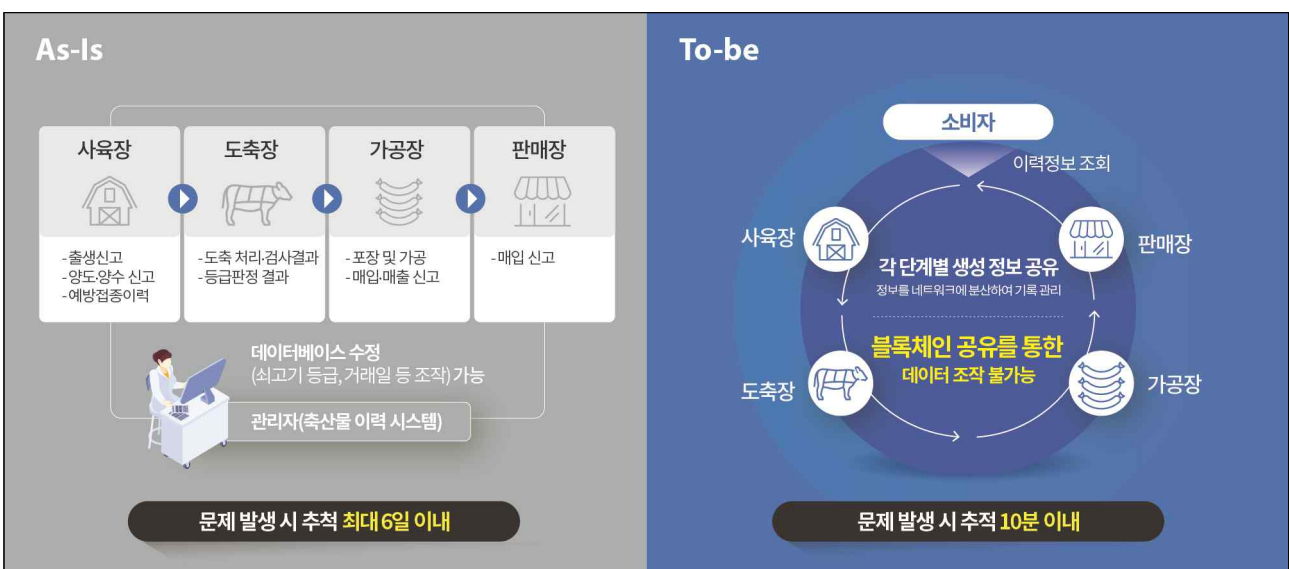 As-Is
사육장
도축장
가공장
판매장
-출생신고
-양도·양수 신고
-예방접종이력
-도축 처리·검사결과
-등급판정 결과
-포장 및 가공
-매입·매출 신고
-매입 신고
데이터베이스 수정
(쇠고기 등급, 거래일 등 조작) 가능
관리자(축산물 이력 시스템)
문제 발생 시 추척 최대 6일 이내
To-be
소비자
이력정보 조회
사육장
판매장
각 단계별 생성 정보 공유
정보를 네트워크에 분산하여 기록 관리
블록체인 공유를 통한
데이터 조작 불가능
도축장
가공장
문제 발생 시 추적 10분 이내